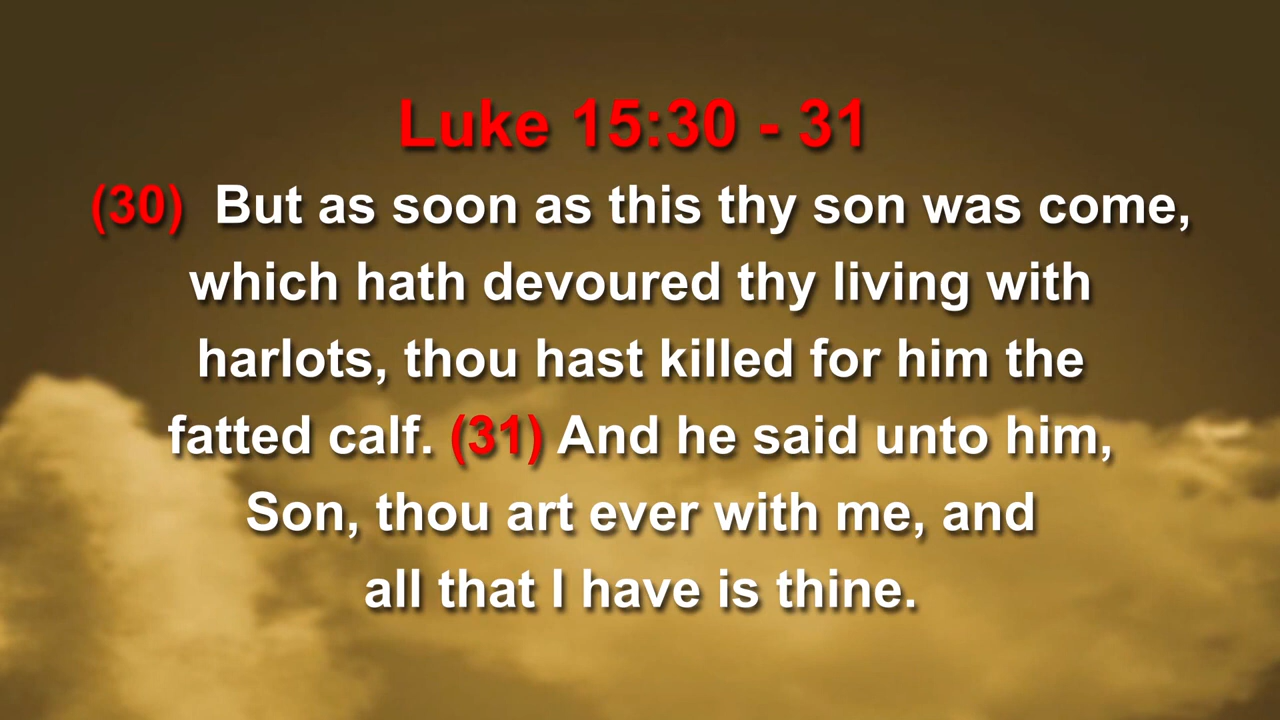 Luke 15:30 - 31
(30) But as soon as this thy son was come,
which hath devoured thy living with
harlots, thou hast killed for him the
fatted calf. (31) And he said unto him,
Son, thou art ever with me, and
all that I have is thine.